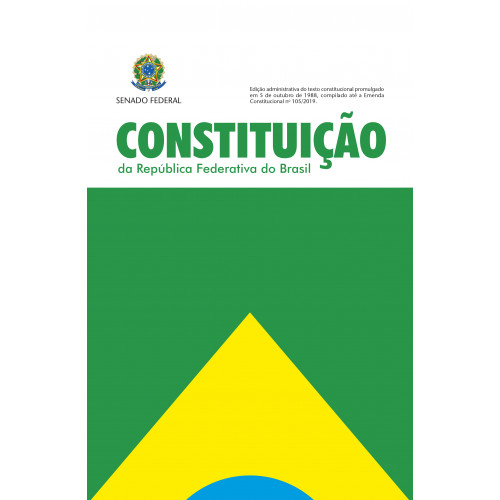 SENADO FEDERAL
Edição administrativa do texto constitucional promulgado
em 5 de outubro de 1988, compilado até a Emenda
Constitucional nº 105/2019.
CONSTITUIÇÃO
da República Federativa do Brasil